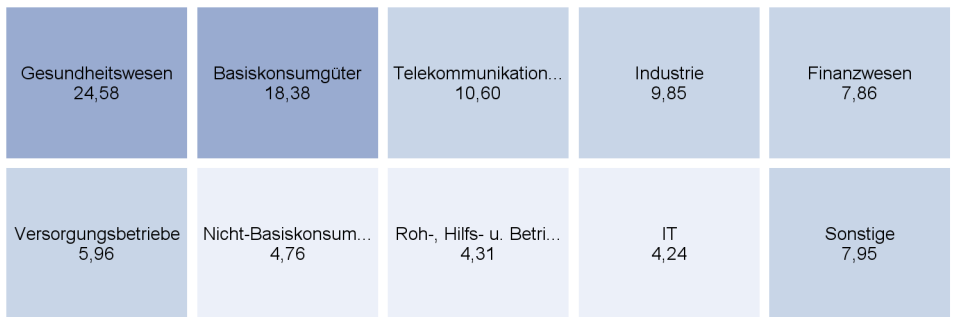 Gesundheitswesen
24,58
Basiskonsumgüter
18,38
Telekommunikation...
10,60
Industrie
9,85
Finanzwesen
7,86
Versorgungsbetriebe
5,96
Nicht-Basiskonsum...
4,76
Roh-, Hilfs- u. Betri...
4,31
IT
4,24
Sonstige
7,95